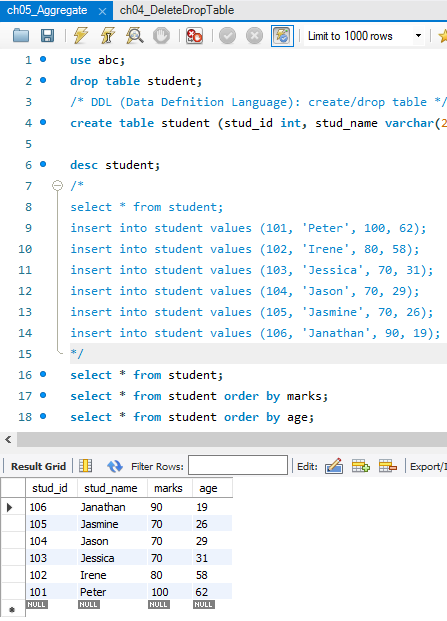 ch05_Aggregate × ch04_DeleteDropTable
Limit to 1000 rows
1 use abc;
2 drop table student;
3 /* DDL (Data Defnition Language): create/drop table */
4 create table student (stud_id int, stud_name varchar(2
5
6 desc student;
7 /*
8 select * from student;
9 insert into student values (101, 'Peter', 100, 62);
10 insert into student values (102, 'Irene', 80, 58);
11 insert into student values (103, 'Jessica', 70, 31);
12 insert into student values (104, 'Jason', 70, 29);
13 insert into student values (105, 'Jasmine', 70, 26);
14 insert into student values (106, 'Janathan', 90, 19);
15 */
16 select * from student;
17 select * from student order by marks;
18 select * from student order by age;
Result Grid Filter Rows: Edit: Export/I
stud_id stud_name marks age
106 Janathan 90 19
105 Jasmine 70 26
104 Jason 70 29
103 Jessica 70 31
102 Irene 80 58
101 Peter 100 62
NULL NULL NULL NULL